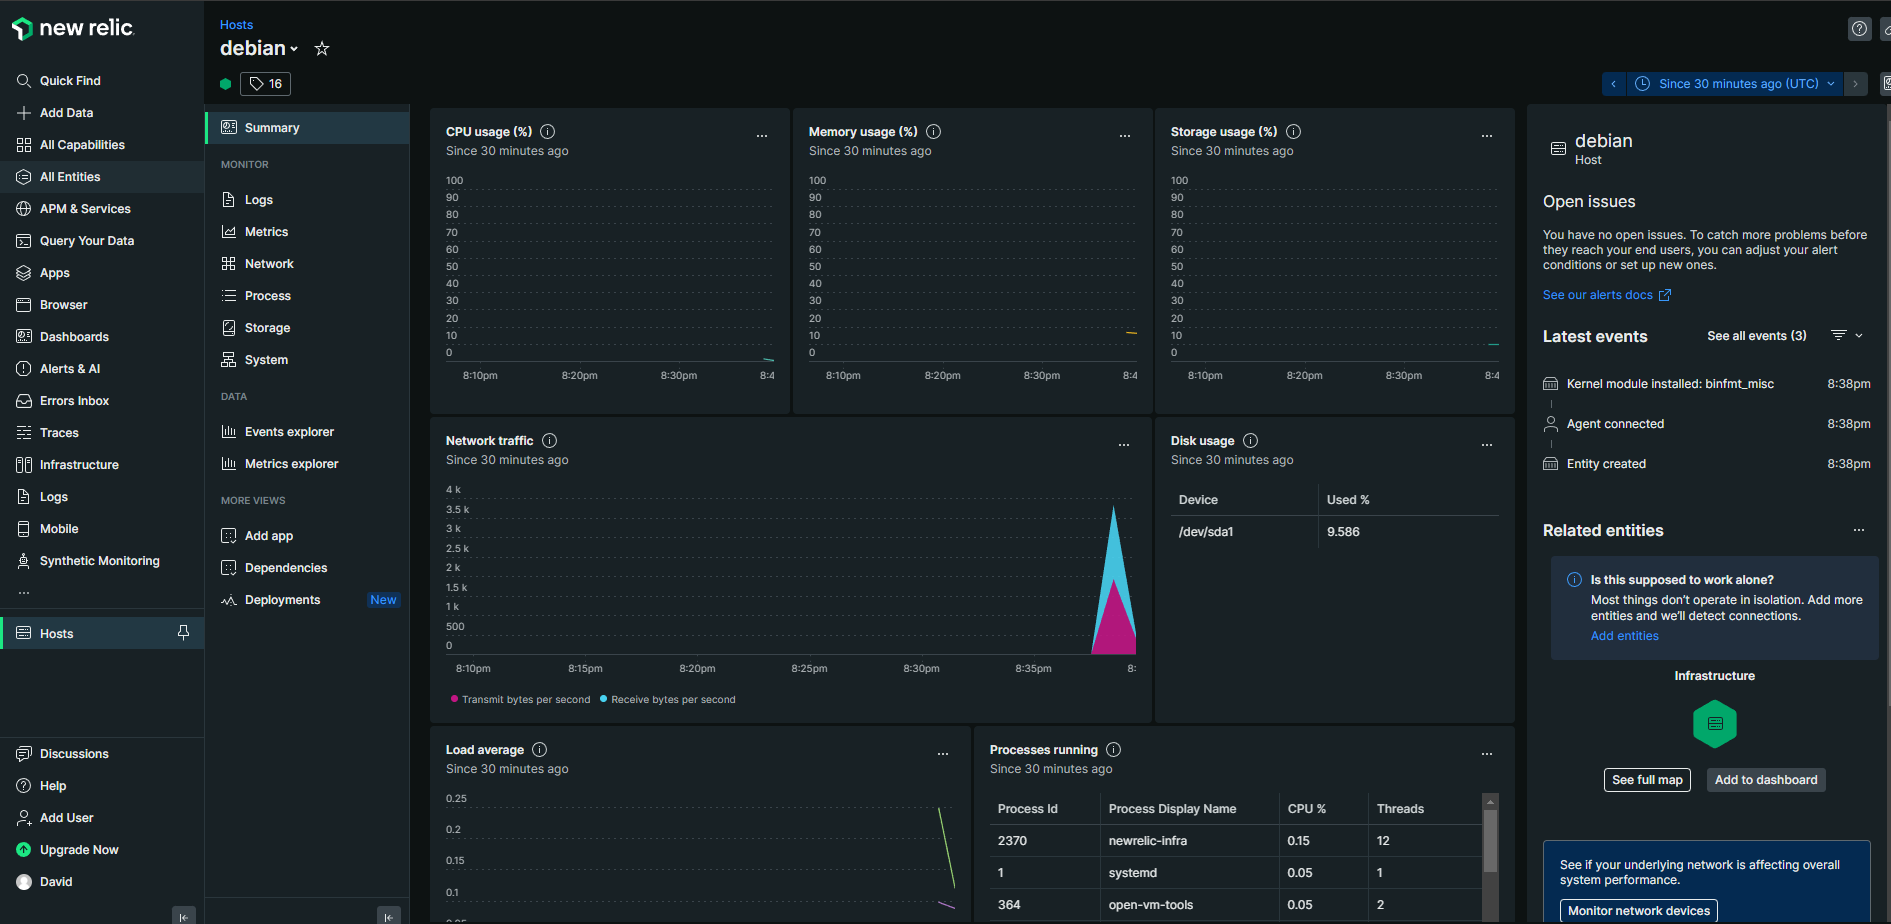 new relic
Quick Find
Add Data
All Capabilities
All Entities
APM & Services
Query Your Data
Apps
Browser
Dashboards
Alerts & AI
Errors Inbox
Traces
Infrastructure
Logs
Mobile
Synthetic Monitoring
...
Hosts
Discussions
Help
Add User
Upgrade Now
David
Hosts
debian
16
Since 30 minutes ago (UTC)
Summary
MONITOR
Logs
Metrics
Network
Process
Storage
System
DATA
Events explorer
Metrics explorer
MORE VIEWS
Add app
Dependencies
Deployments New
CPU usage (%)
Since 30 minutes ago
100
90
80
70
60
50
40
30
20
10
0
8:10pm 8:20pm 8:30pm 8:4
Memory usage (%)
Since 30 minutes ago
100
90
80
70
60
50
40
30
20
10
0
8:10pm 8:20pm 8:30pm 8:4
Storage usage (%)
Since 30 minutes ago
100
90
80
70
60
50
40
30
20
10
0
8:10pm 8:20pm 8:30pm 8:4
Network traffic
Since 30 minutes ago
4 k
3.5 k
3 k
2.5 k
2 k
1.5 k
1 k
500
0
8:10pm 8:15pm 8:20pm 8:25pm 8:30pm 8:35pm 8:
Transmit bytes per second Receive bytes per second
Disk usage
Since 30 minutes ago
Device Used %
/dev/sda1 9.586
Load average
Since 30 minutes ago
0.25
0.2
0.15
0.1
0.05
Processes running
Since 30 minutes ago
Process Id Process Display Name CPU % Threads
2370 newrelic-infra 0.15 12
1 systemd 0.05 1
364 open-vm-tools 0.05 2
debian
Host
Open issues
You have no open issues. To catch more problems before
they reach your end users, you can adjust your alert
conditions or set up new ones.
See our alerts docs
Latest events See all events (3)
Kernel module installed: binfmt_misc 8:38pm
Agent connected 8:38pm
Entity created 8:38pm
Related entities
Is this supposed to work alone?
Most things don't operate in isolation. Add more
entities and we'll detect connections.
Add entities
Infrastructure
See full map Add to dashboard
See if your underlying network is affecting overall
system performance.
Monitor network devices